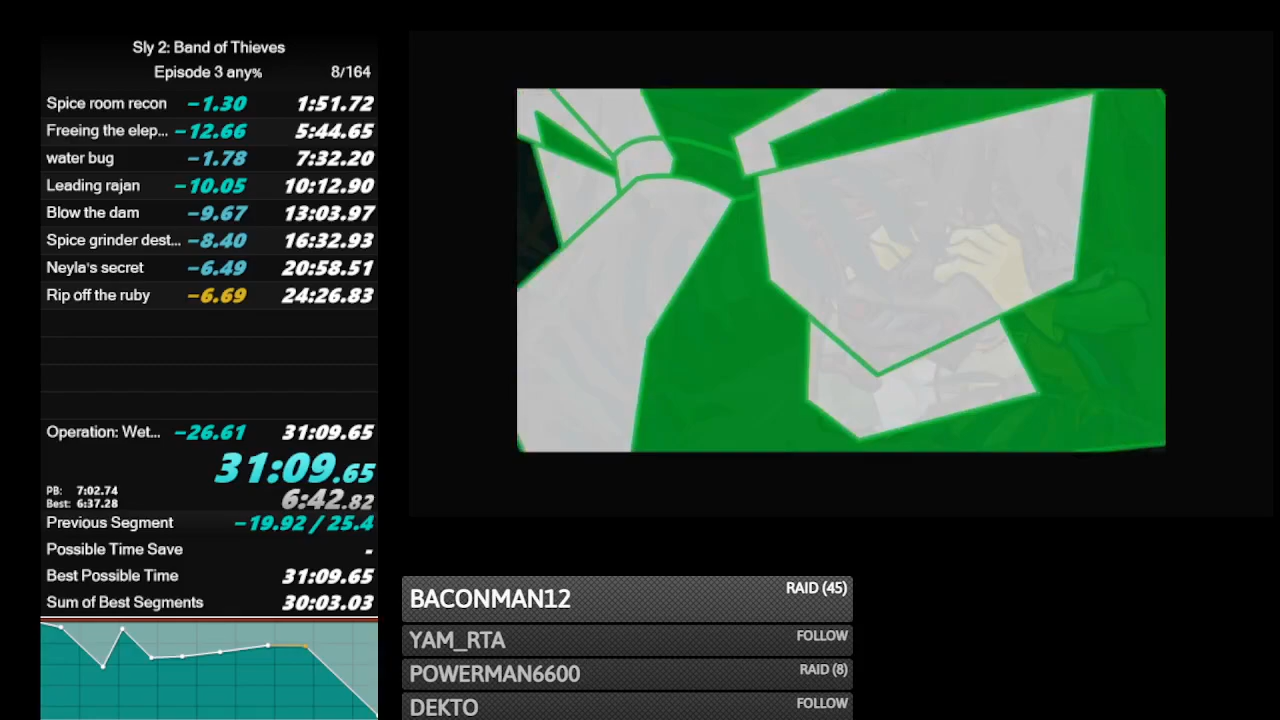 Sly 2: Band of Thieves
Episode 3 any% 8/164
Spice room recon -1.30 1:51.72
Freeing the elep... -12.66 5:44.65
water bug -1.78 7:32.20
Leading rajan -10.05 10:12.90
Blow the dam -9.67 13:03.97
Spice grinder dest... -8.40 16:32.93
Neyla's secret -6.49 20:58.51
Rip off the ruby -6.69 24:26.83
Operation: Wet... -26.61 31:09.65
31:09.65
PB: 7:02.74
Best: 6:37.28
6:42.82
Previous Segment -19.92 / 25.4
Possible Time Save -
Best Possible Time 31:09.65
Sum of Best Segments 30:03.03
BACONMAN12 RAID (45)
YAM_RTA FOLLOW
POWERMAN6600 RAID (8)
DEKTO FOLLOW